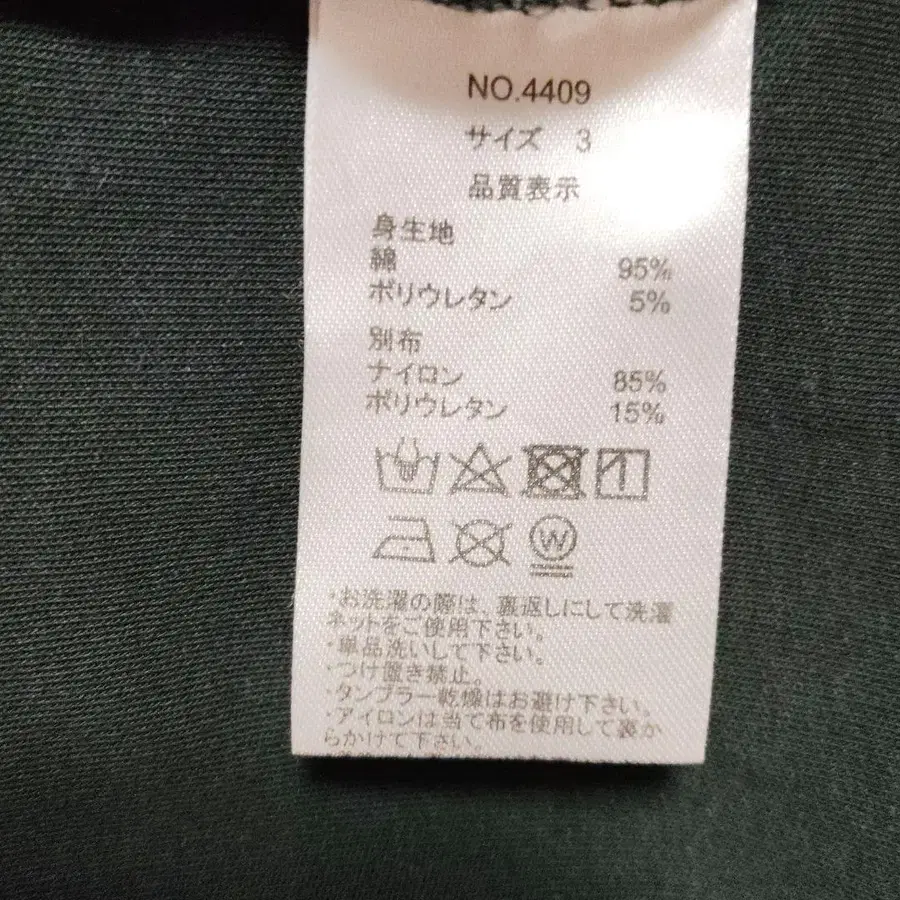 NO.4409
サイズ 3
品質表示
身生地
綿 95%
ポリウレタン 5%
別布
ナイロン 85%
ポリウレタン 15%
W
・お洗濯の際は、裏返しにして洗濯
ネットをご使用下さい。
・単品洗いして下さい。
・つけ置き禁止。
・タンブラー乾燥はお避け下さい。
・アイロンは当て布を使用して裏か
らかけて下さい。